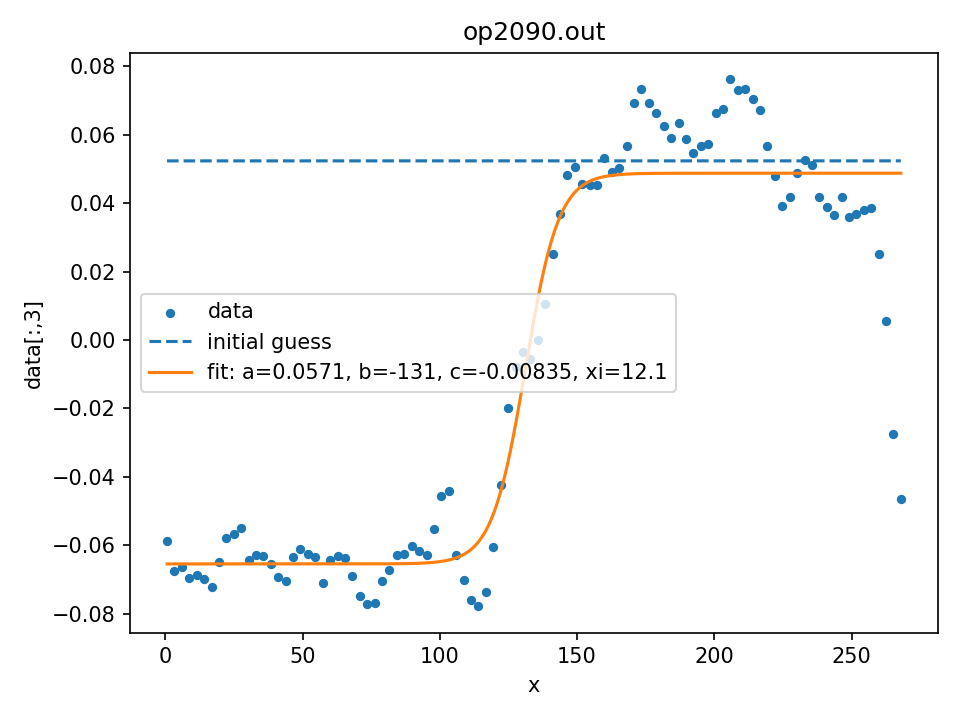 op2090.out
0.08
0.06
0.04
0.02
0.00
−0.02
−0.04
−0.06
−0.08
data[:,3]
data
initial guess
fit: a=0.0571, b=-131, c=-0.00835, xi=12.1
0 50 100 150 200 250
x